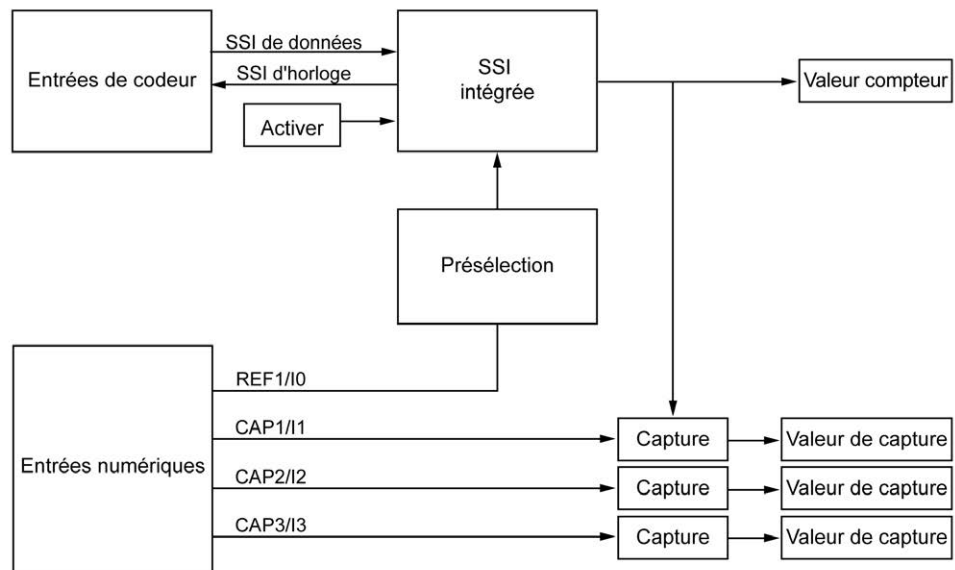 SSI de données
Entrées de codeur
SSI d'horloge
Activer
SSI
intégrée
Valeur compteur
Présélection
REF1/I0
CAP1/I1
Capture
Valeur de capture
Entrées numériques
CAP2/I2
Capture
Valeur de capture
CAP3/I3
Capture
Valeur de capture